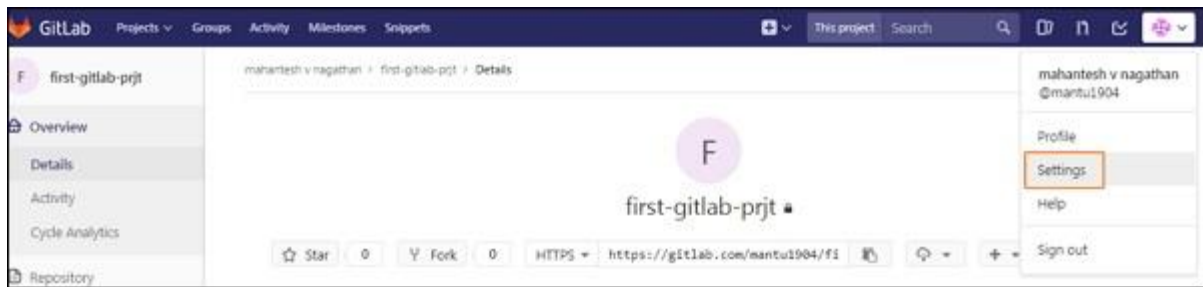 GitLab Projects Groups Activity Milestones Snippets This project Search
F first-gitlab-prjt
mahantesh v nagathan > first-gitlab-prjt > Details
mahantesh v nagathan
@mantu1904
Overview
Details
Activity
Cycle Analytics
Repository
F
first-gitlab-prjt
Star 0 Fork 0 HTTPS https://gitlab.com/mantu1904/fi +
Profile
Settings
Help
Sign out